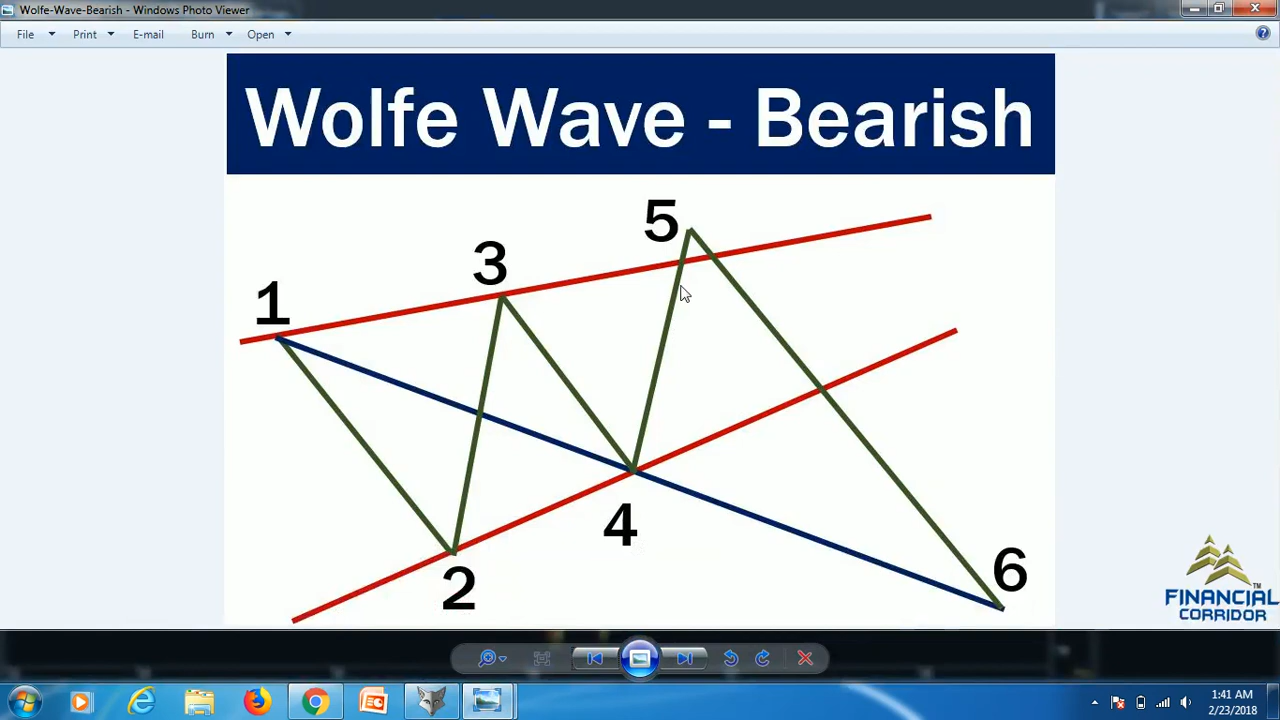 Wolfe-Wave-Bearish - Windows Photo Viewer
File Print E-mail Burn Open
Wolfe Wave - Bearish
5
3
1
4
6
2
FINANCIAL
CORRIDOR
TM
1:41 AM
2/23/2018